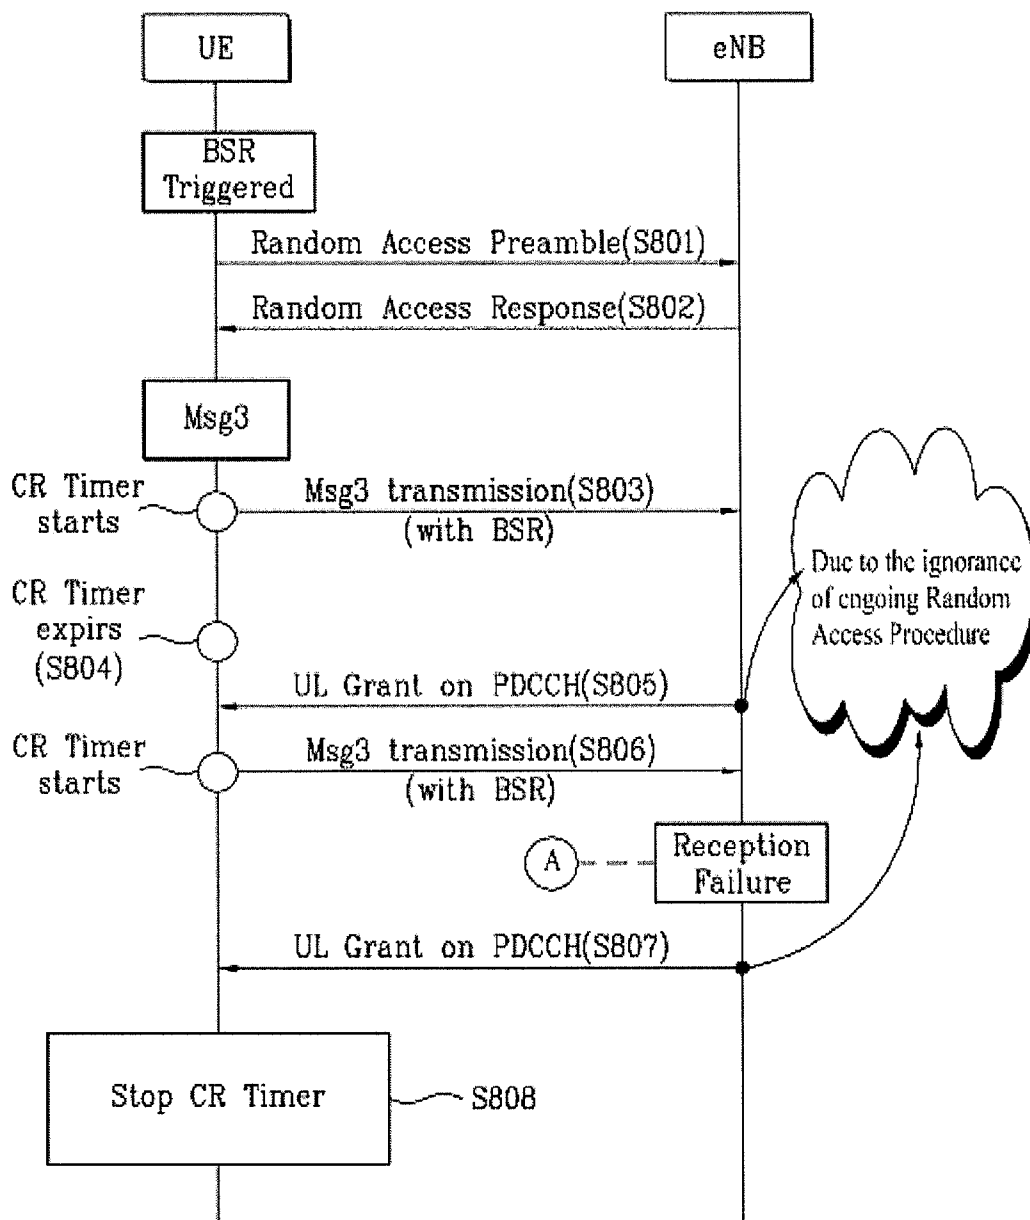 UE
eNB
BSR
Triggered
Random Access Preamble(S801)
Random Access Response(S802)
Msg3
CR Timer
starts
Msg3 transmission(S803)
(with BSR)
Due to the ignorance
of engoing Random
Access Procedure
CR Timer
expirs
(S804)
UL Grant on PDCCH(S805)
CR Timer
starts
Msg3 transmission(S806)
(with BSR)
A
Reception
Failure
UL Grant on PDCCH(S807)
Stop CR Timer
S808